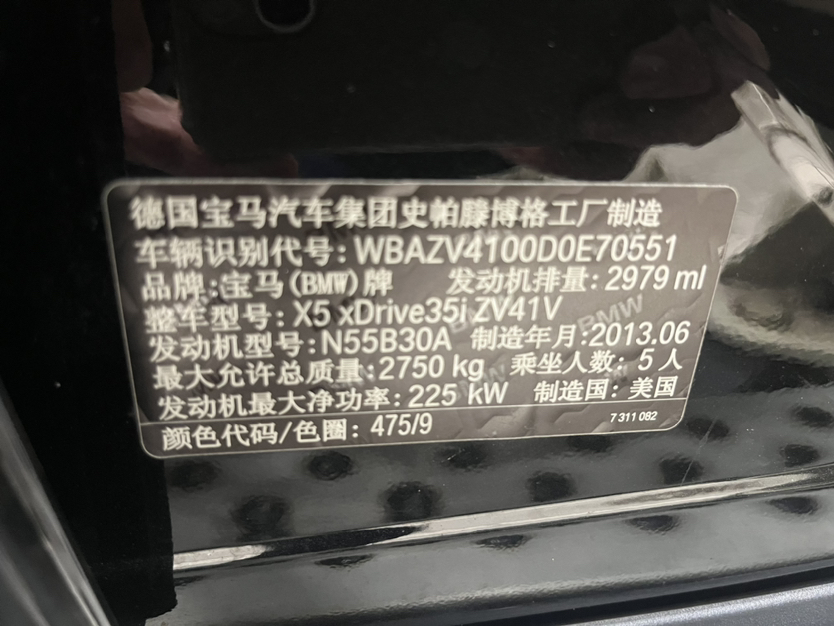 德国宝马汽车集团史帕滕博格工厂制造
车辆识别代号: WBAZV4100D0E70551
品牌:宝马(BMW)牌 发动机排量: 2979 ml
整车型号: X5 xDrive35i ZV41V
发动机型号:N55B30A 制造年月:2013.06
最大允许总质量:2750 kg 乘坐人数: 5 人
发动机最大净功率: 225 kW 制造国: 美国
颜色代码/色圈: 475/9 7 311 082